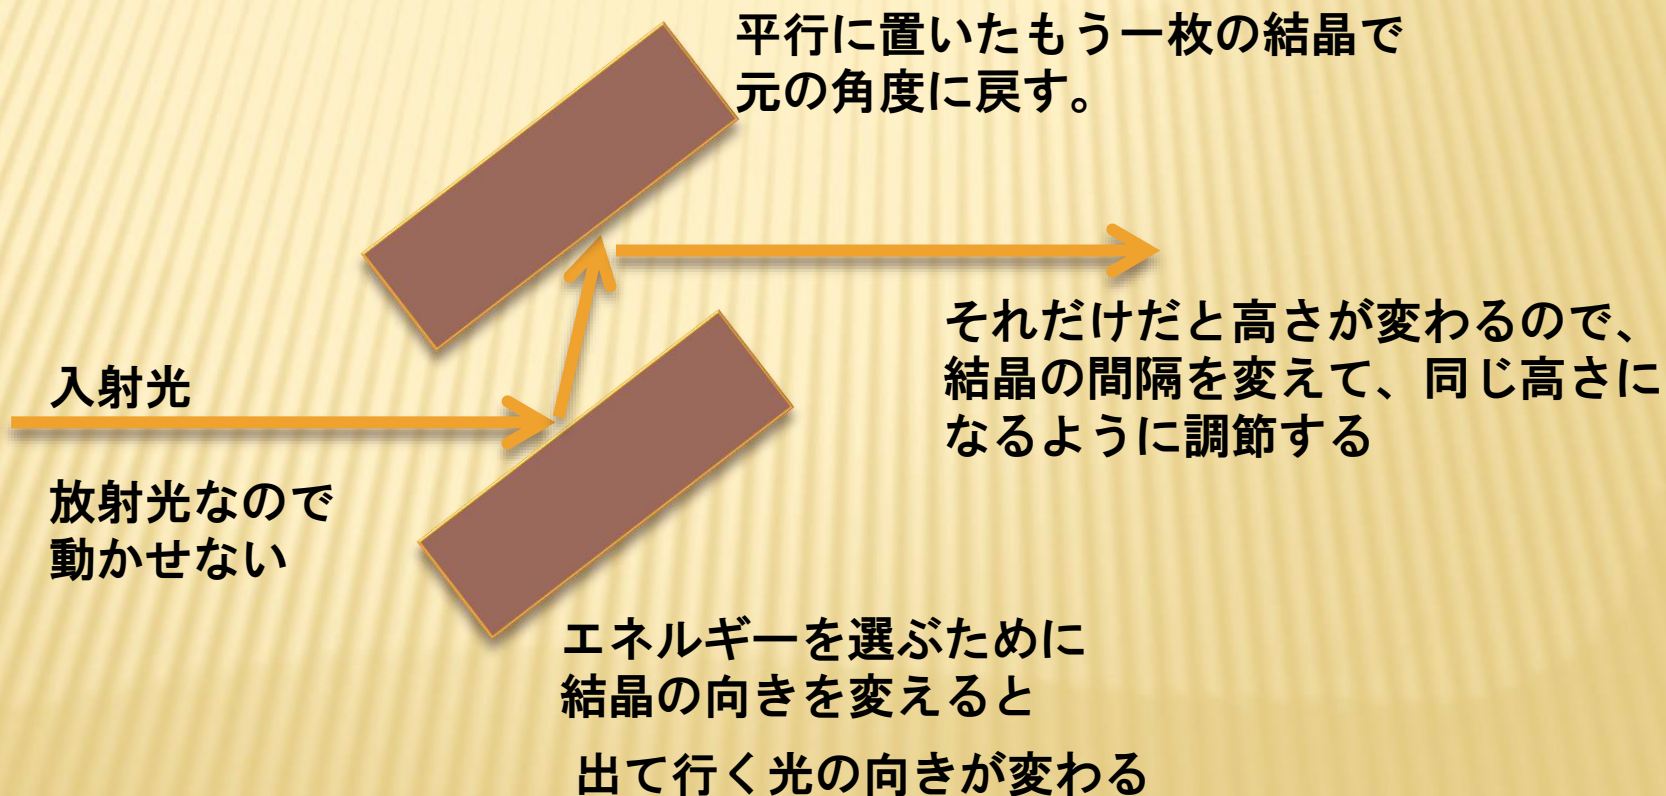 平行に置いたもう一枚の結晶で
元の角度に戻す。
それだけだと高さが変わるので、
結晶の間隔を変えて、同じ高さに
なるように調節する
入射光
放射光なので
動かせない
エネルギーを選ぶために
結晶の向きを変えると
出て行く光の向きが変わる